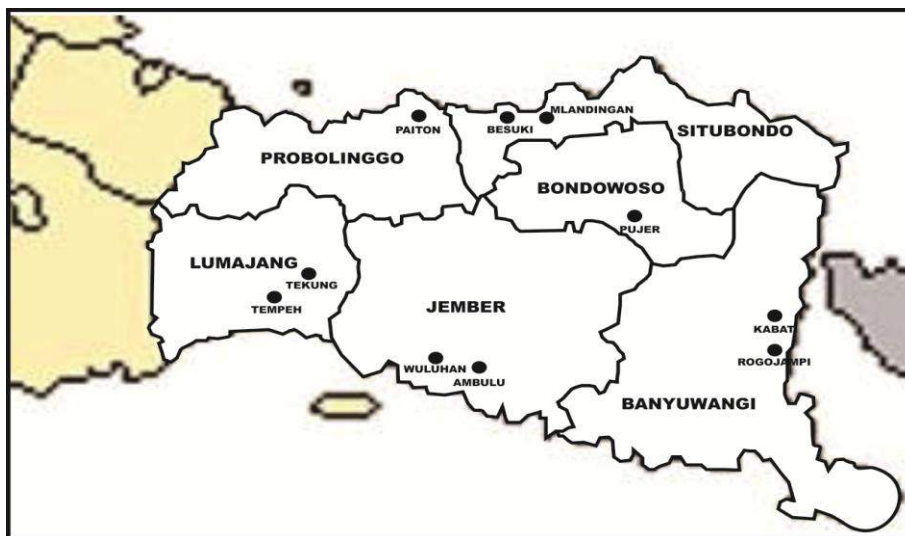 MLANDINGAN
PAITON
BESUKI
SITUBONDO
PROBOLINGGO
BONDOWOSO
PUJER
LUMAJANG
TEKUNG
TEMPEH
JEMBER
KABAT
ROGOJAMPI
WULUHAN
AMBULU
BANYUWANGI